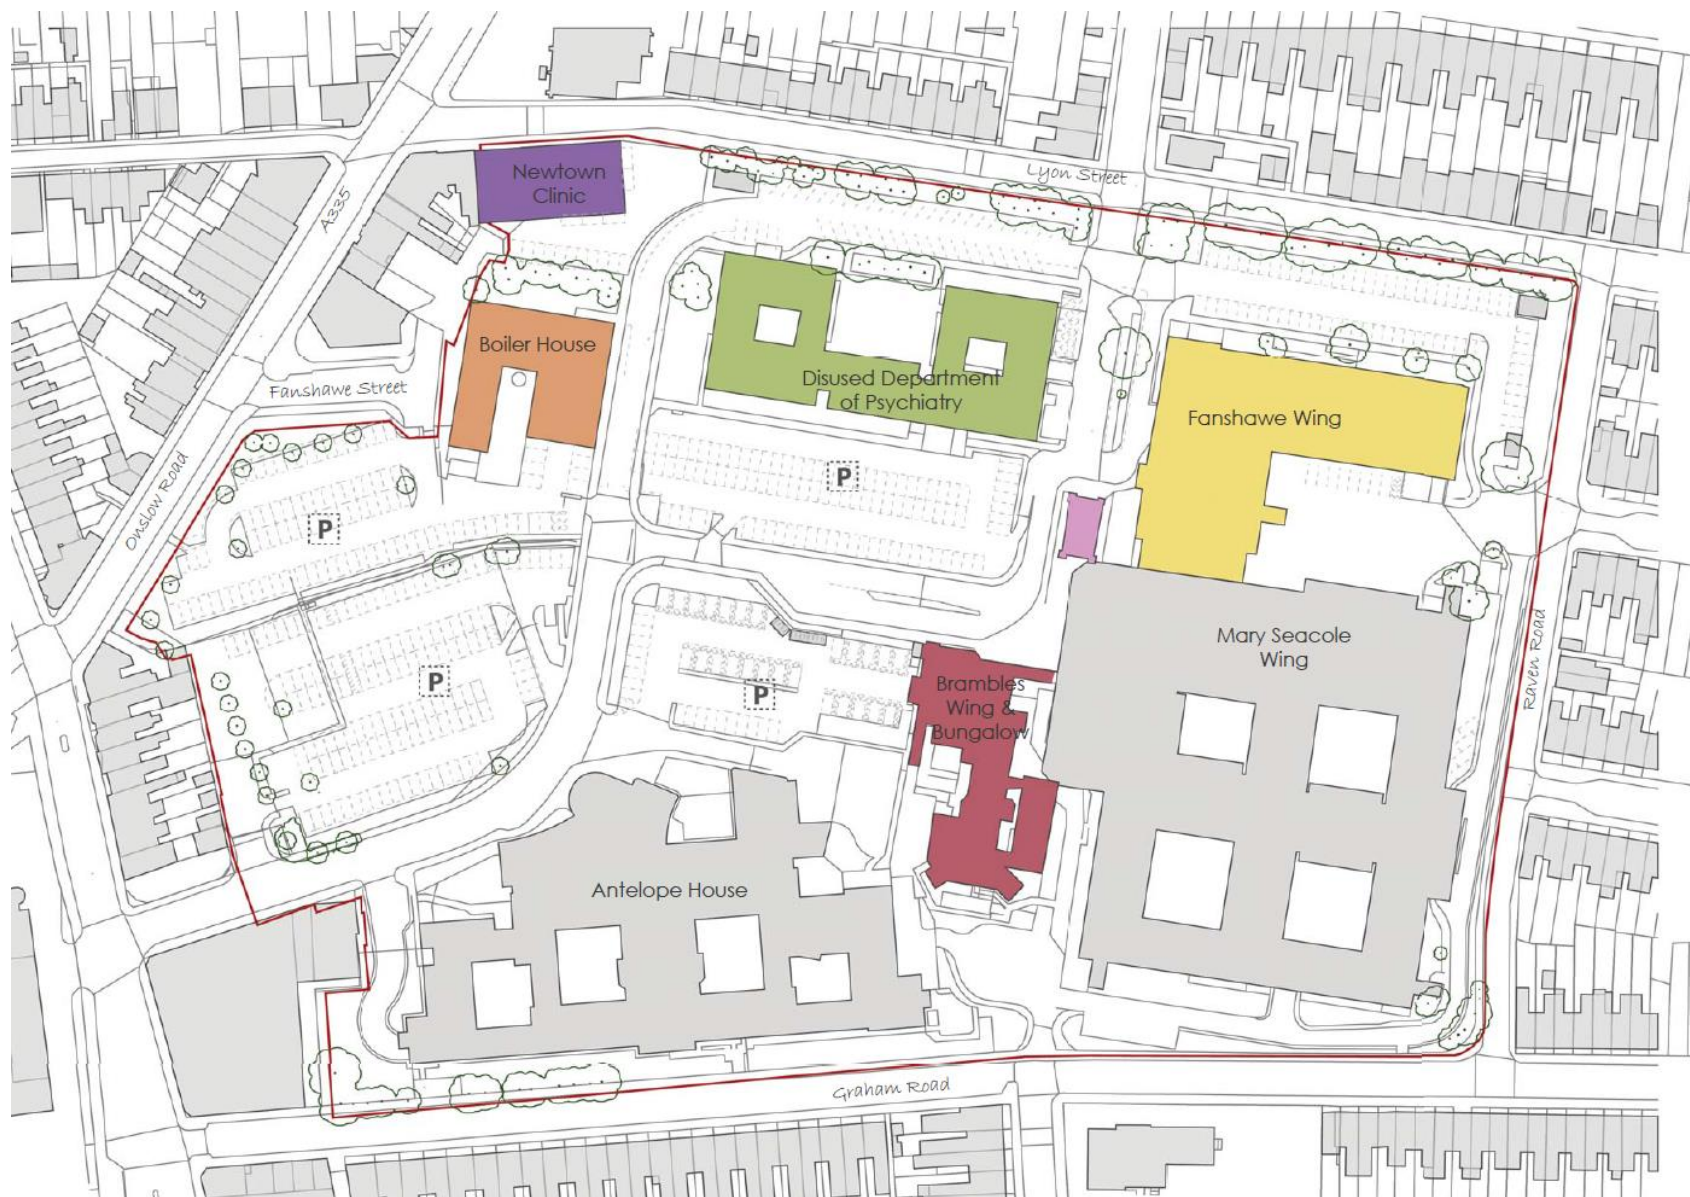 Newtown
Clinic
Lyon Street
A335
Boiler House
Fanshawe Street
Disused Department
of Psychiatry
Fanshawe Wing
P
Onslow Road
P
Mary Seacole
Wing
Raven Road
P
P
Brambles
Wing &
Bungalow
Antelope House
Graham Road